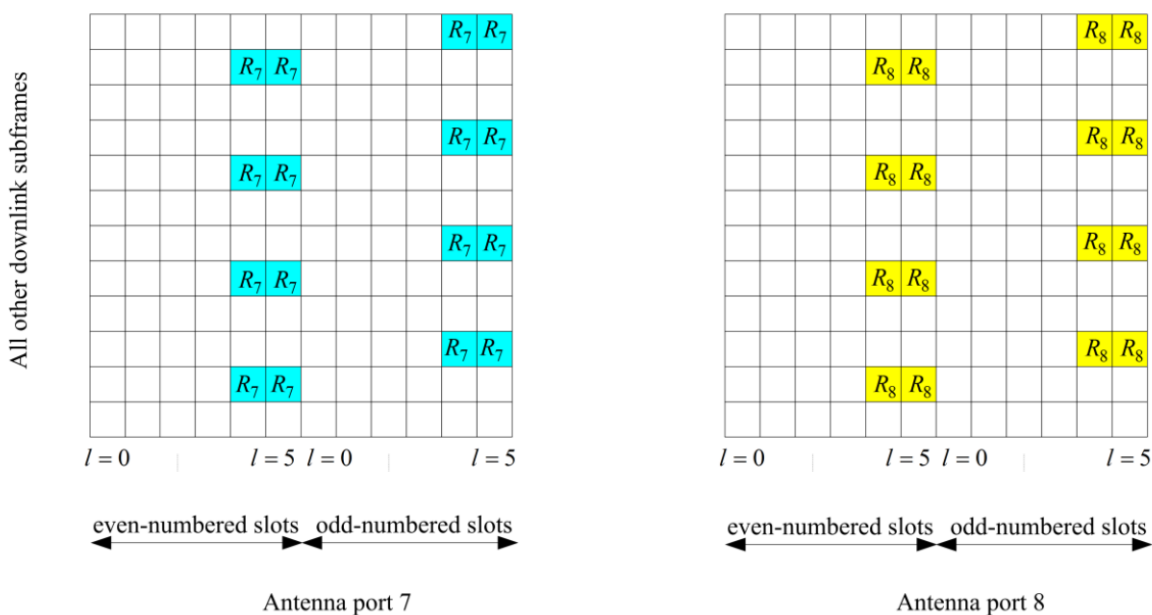 R₇ R₇ R₈ R₈
R₇ R₇ R₈ R₈
R₇ R₇ R₈ R₈
R₇ R₇ R₈ R₈
R₇ R₇ R₈ R₈
R₇ R₇ R₈ R₈
R₇ R₇ R₈ R₈
R₇ R₇ R₈ R₈
All other downlink subframes
l = 0 l = 5 l = 0 l = 5 l = 0 l = 5 l = 0 l = 5
even-numbered slots odd-numbered slots even-numbered slots odd-numbered slots
Antenna port 7 Antenna port 8